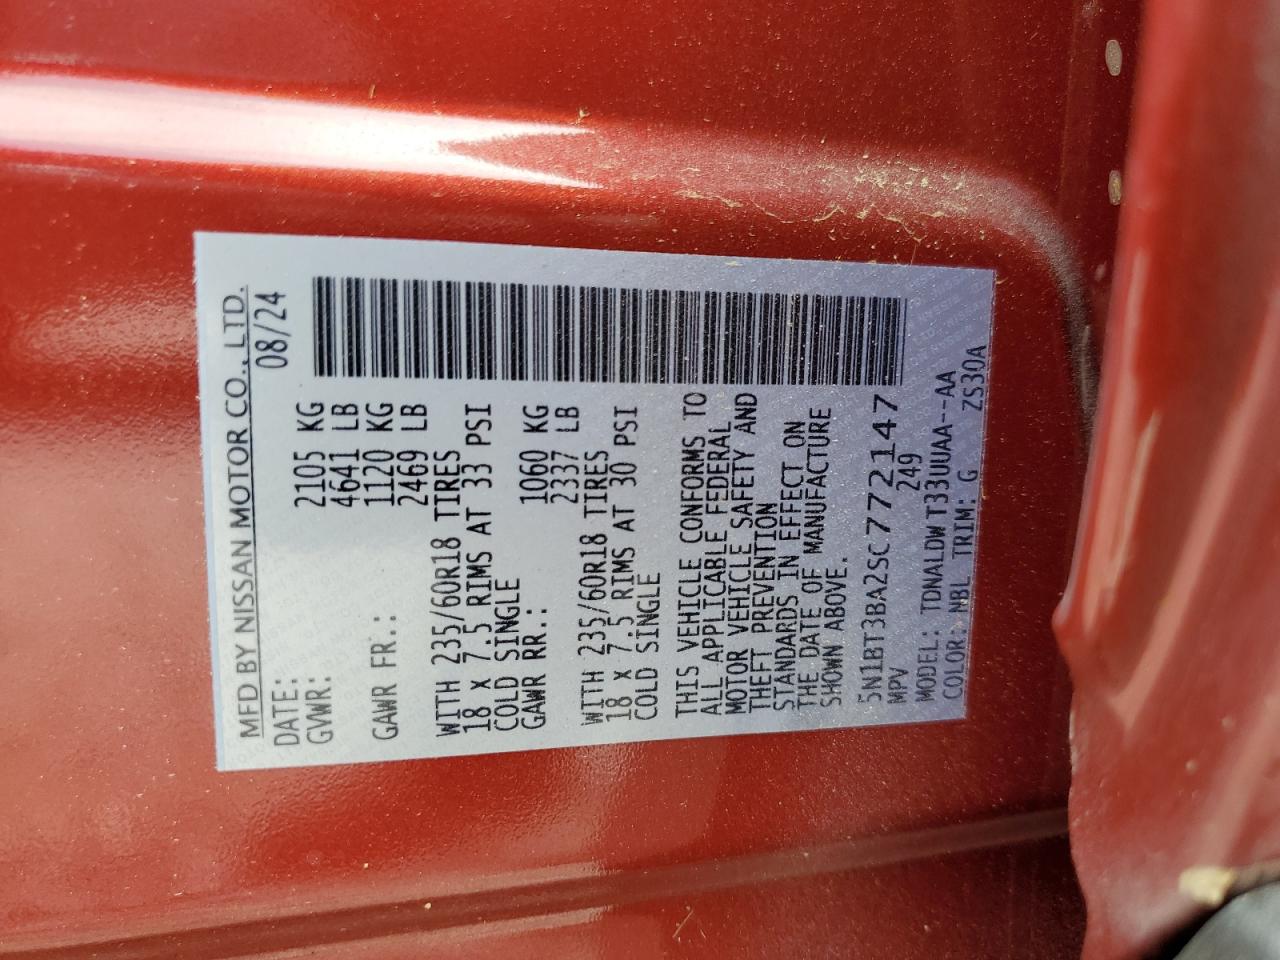 MFD BY NISSAN MOTOR CO., LTD.
DATE: 08/24
GVWR: 2105 KG
4641 LB
GAWR FR.: 1120 KG
2469 LB
WITH 235/60R18 TIRES
18 x 7.5 RIMS AT 33 PSI
COLD SINGLE
GAWR RR.: 1060 KG
2337 LB
WITH 235/60R18 TIRES
18 x 7.5 RIMS AT 30 PSI
COLD SINGLE
THIS VEHICLE CONFORMS TO
ALL APPLICABLE FEDERAL
MOTOR VEHICLE SAFETY AND
THEFT PREVENTION
STANDARDS IN EFFECT ON
THE DATE OF MANUFACTURE
SHOWN ABOVE.
5N1BT3BA2SC772147
MPV 249
MODEL: TDNALDW T33UUAA--AA
COLOR: NBL TRIM: G ZS30A